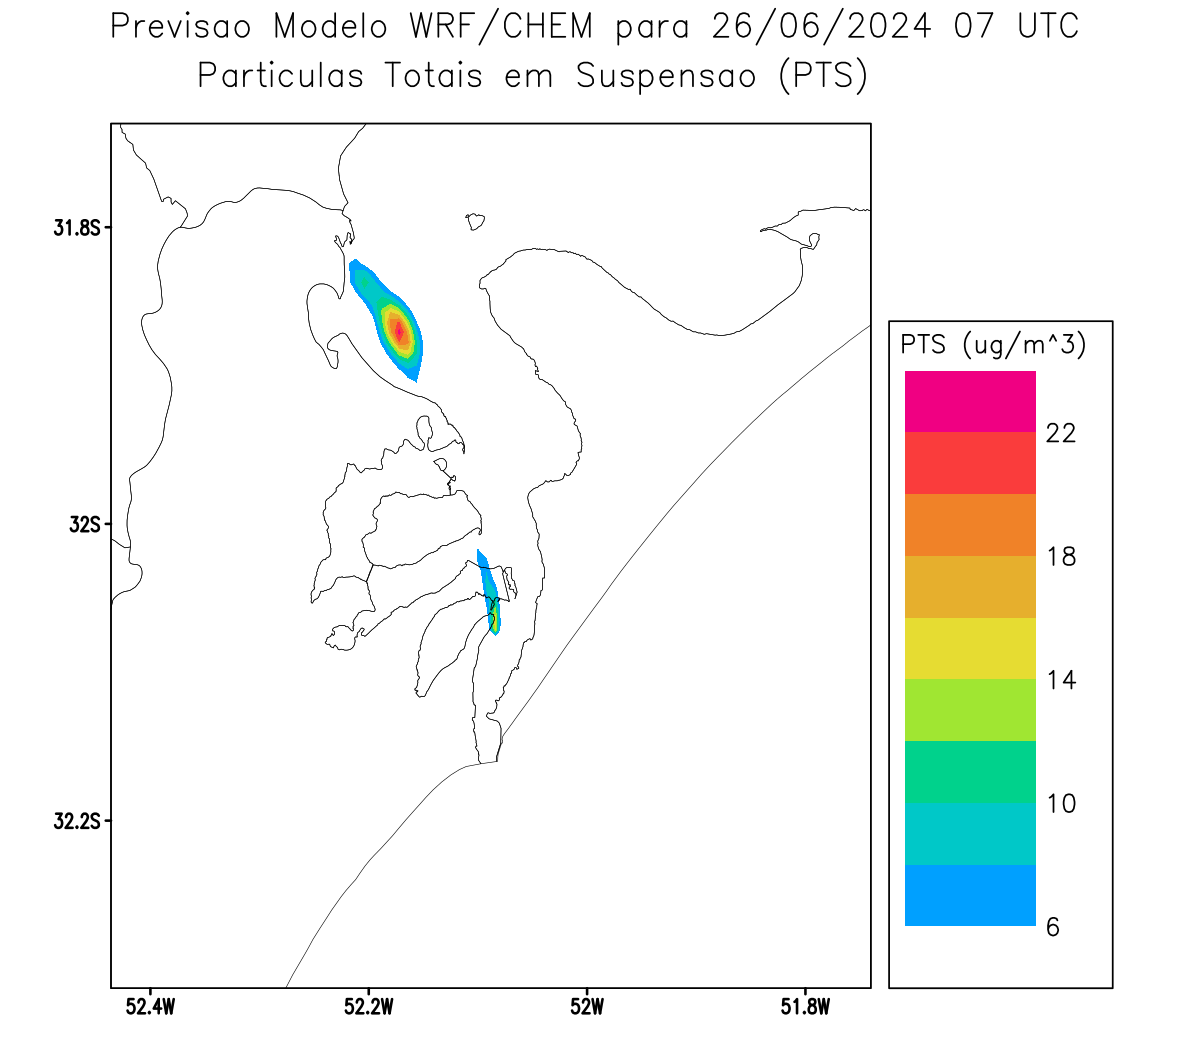 Previsao Modelo WRF/CHEM para 26/06/2024 07 UTC
Particulas Totais em Suspensao (PTS)
31.8S
32S
32.2S
52.4W
52.2W
52W
51.8W
PTS (ug/m^3)
22
18
14
10
6